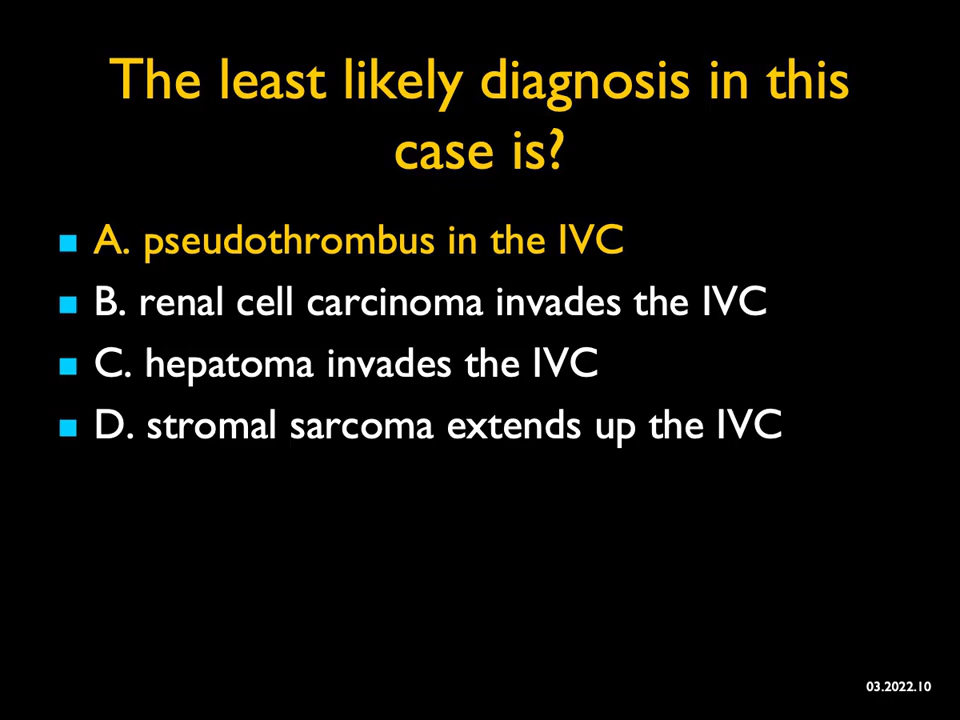 The least likely diagnosis in this
case is?
A. pseudothrombus in the IVC
B. renal cell carcinoma invades the IVC
C. hepatoma invades the IVC
D. stromal sarcoma extends up the IVC
03.2022.10